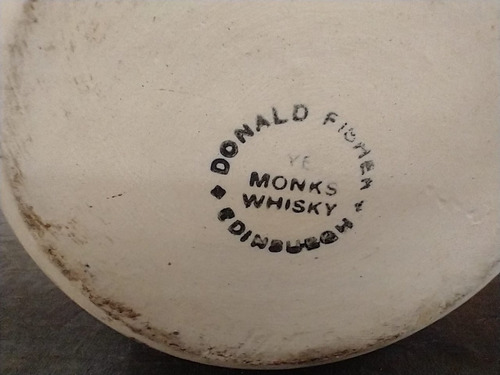 DONALD FISHER
YE
MONKS
WHISKY
EDINBURGH